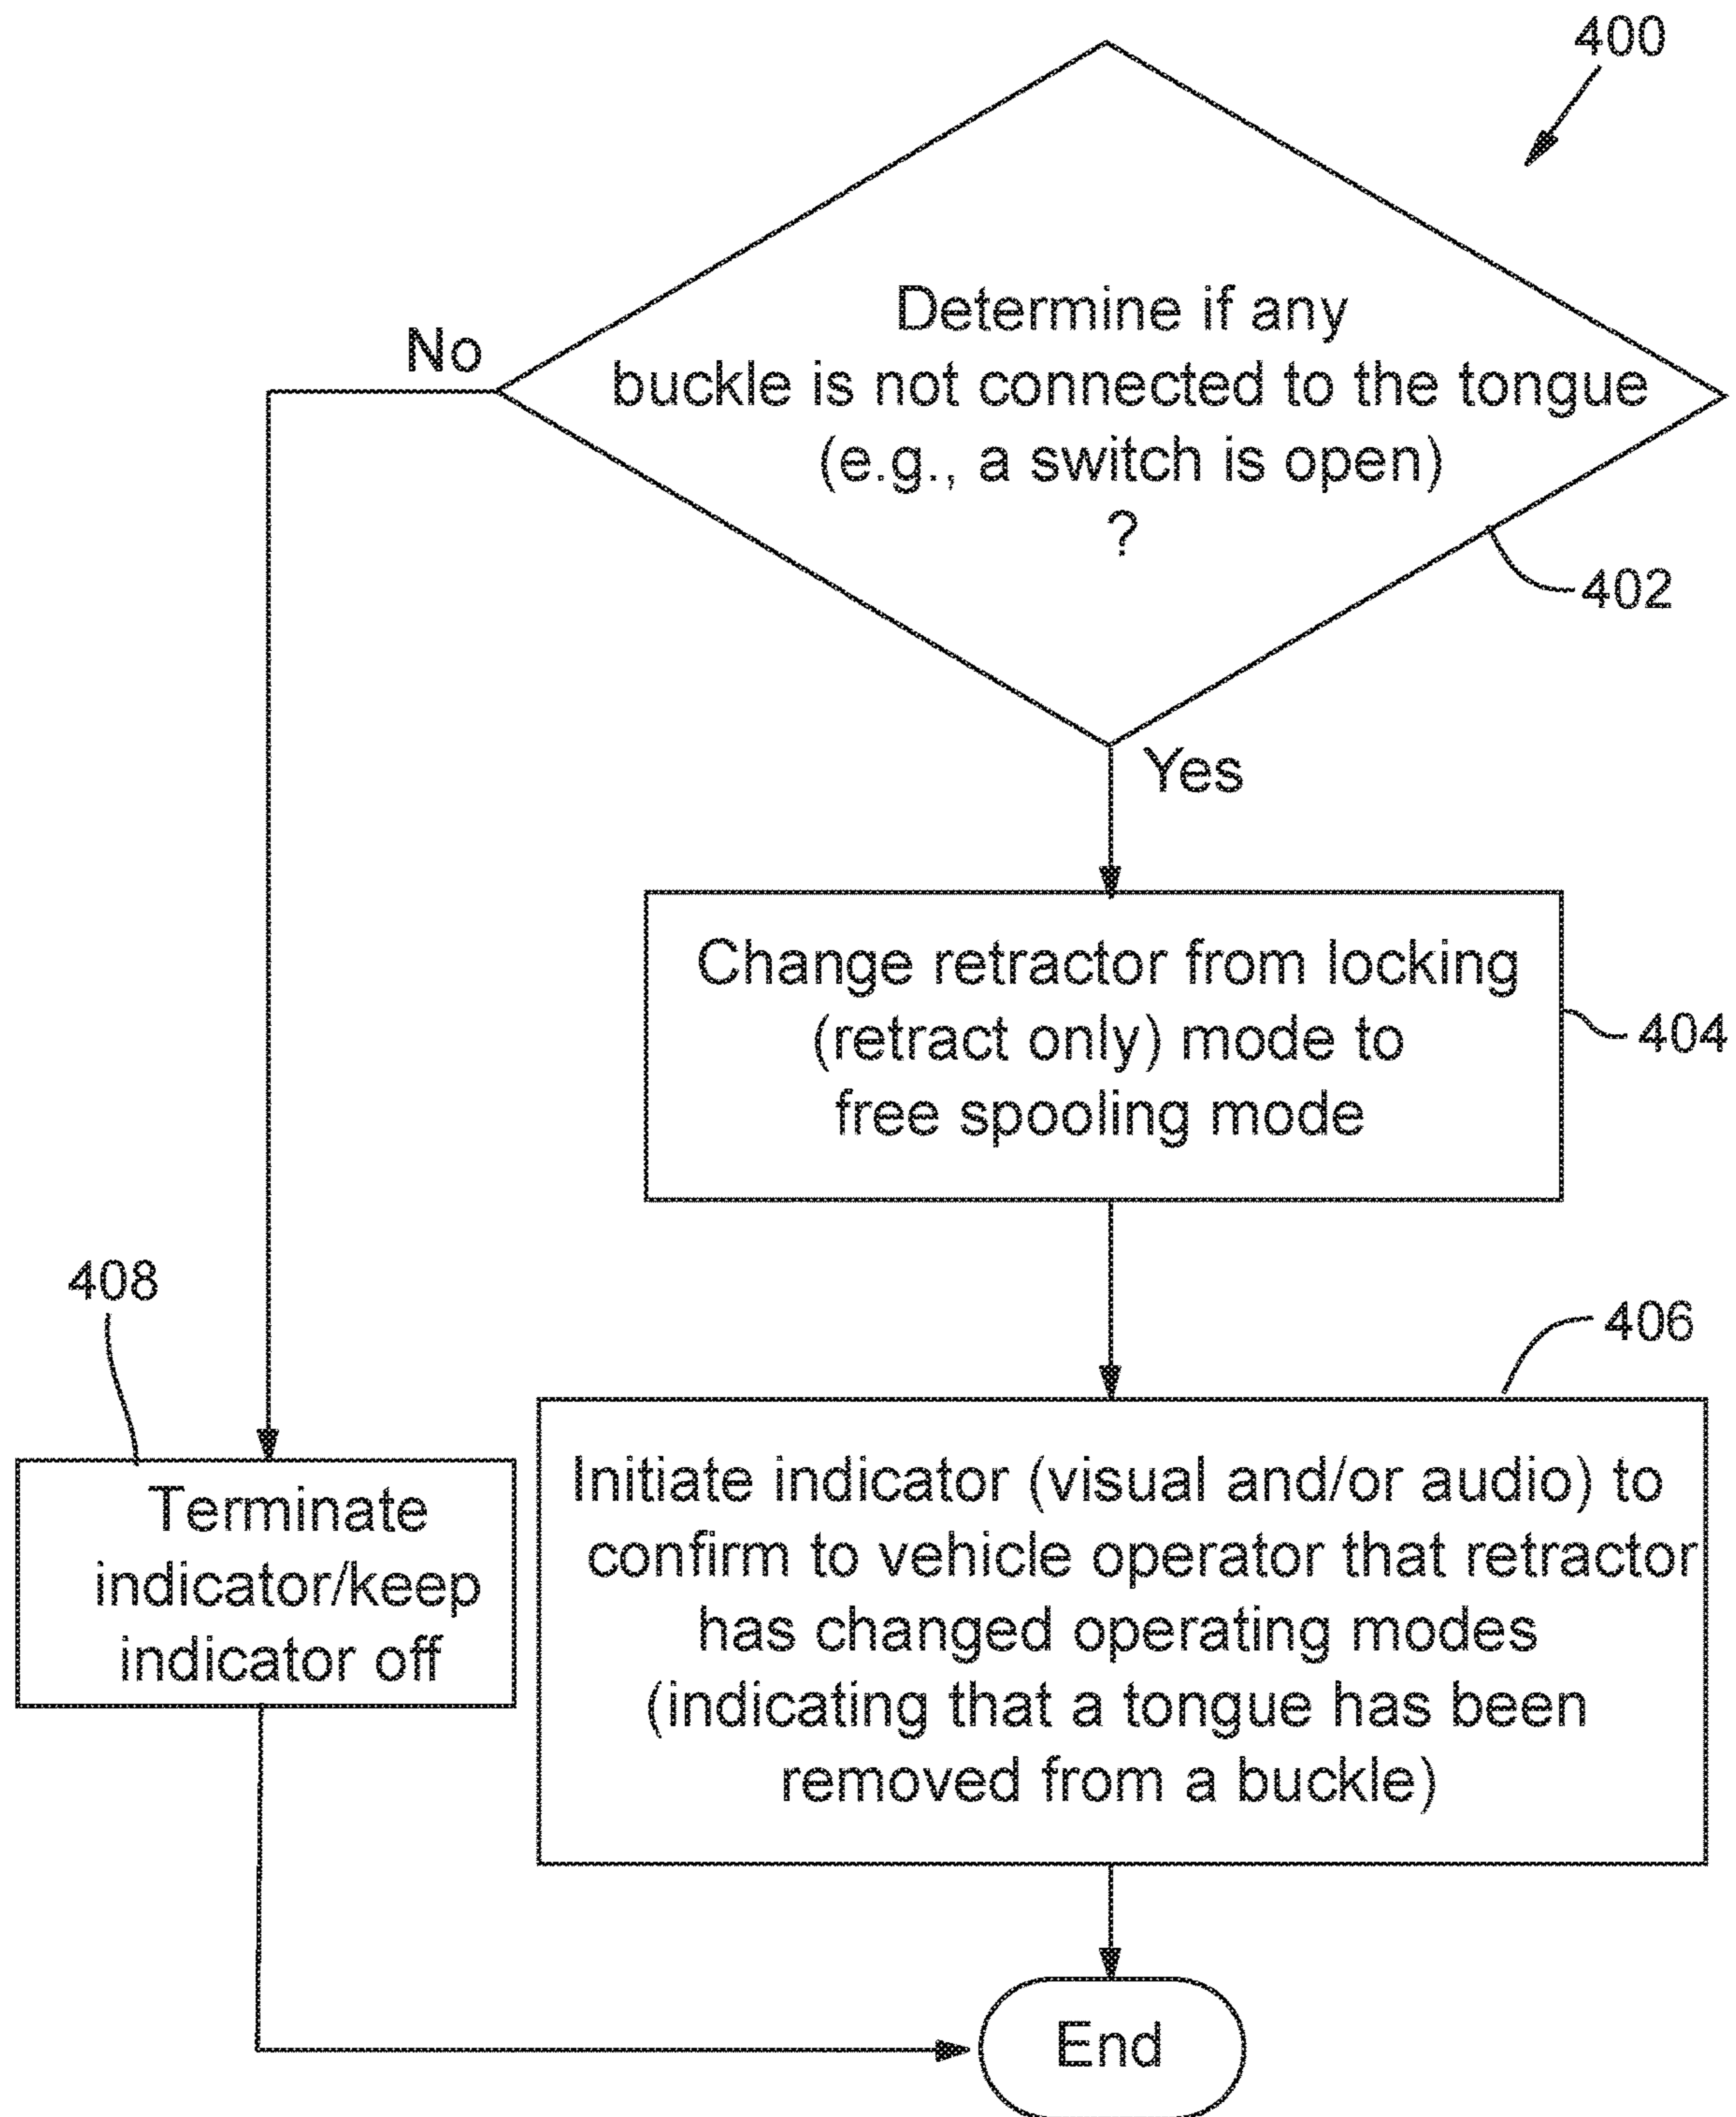 400
Determine if any
No
buckle is not connected to the tongue
(e.g., a switch is open)
?
402
Yes
Change retractor from locking
(retract only) mode to
404
free spooling mode
408
406
Initiate indicator (visual and/or audio) to
confirm to vehicle operator that retractor
has changed operating modes
(indicating that a tongue has been
removed from a buckle)
Terminate
indicator/keep
indicator off
End